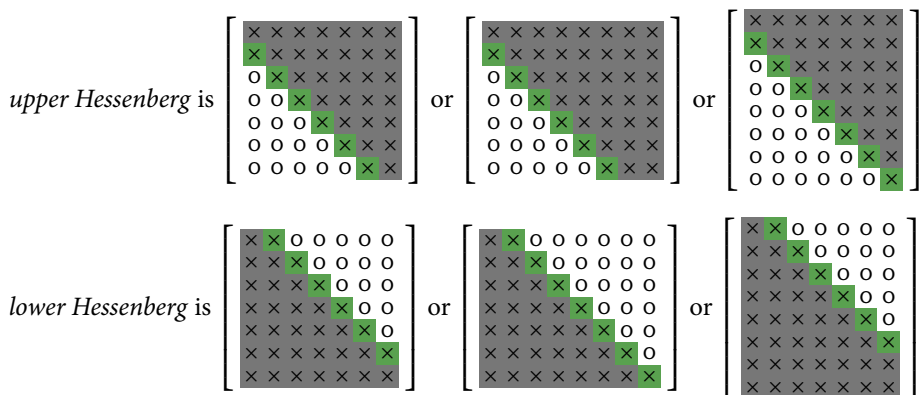 upper Hessenberg is
× × × × × × ×
× × × × × × ×
o × × × × × ×
o o × × × × ×
o o o × × × ×
o o o o × × ×
o o o o o × ×
or
× × × × × × × ×
× × × × × × × ×
o × × × × × × ×
o o × × × × × ×
o o o × × × × ×
o o o o × × × ×
o o o o o × × ×
or
× × × × × × ×
× × × × × × ×
o × × × × × ×
o o × × × × ×
o o o × × × ×
o o o o × × ×
o o o o o × ×
o o o o o o ×
lower Hessenberg is
× × o o o o o
× × × o o o o
× × × × o o o
× × × × × o o
× × × × × × o
× × × × × × ×
× × × × × × ×
or
× × o o o o o o
× × × o o o o o
× × × × o o o o
× × × × × o o o
× × × × × × o o
× × × × × × × o
× × × × × × × ×
or
× × o o o o o
× × × o o o o
× × × × o o o
× × × × × o o
× × × × × × o
× × × × × × ×
× × × × × × ×
× × × × × × ×